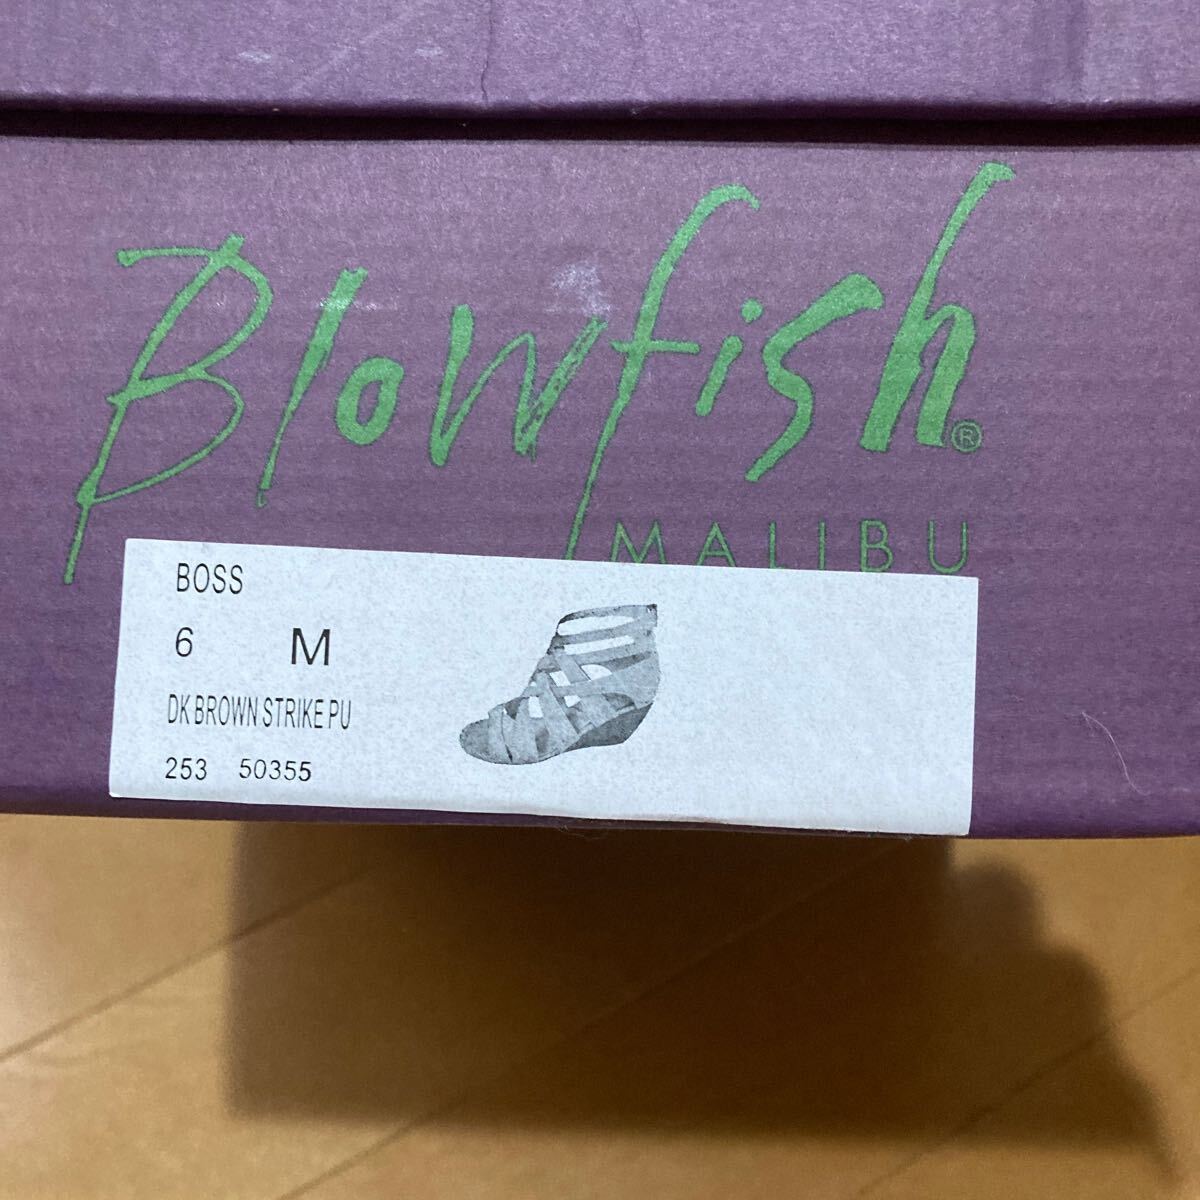 Blowfish®
MALIBU
BOSS
6 M
DK BROWN STRIKE PU
253 50355